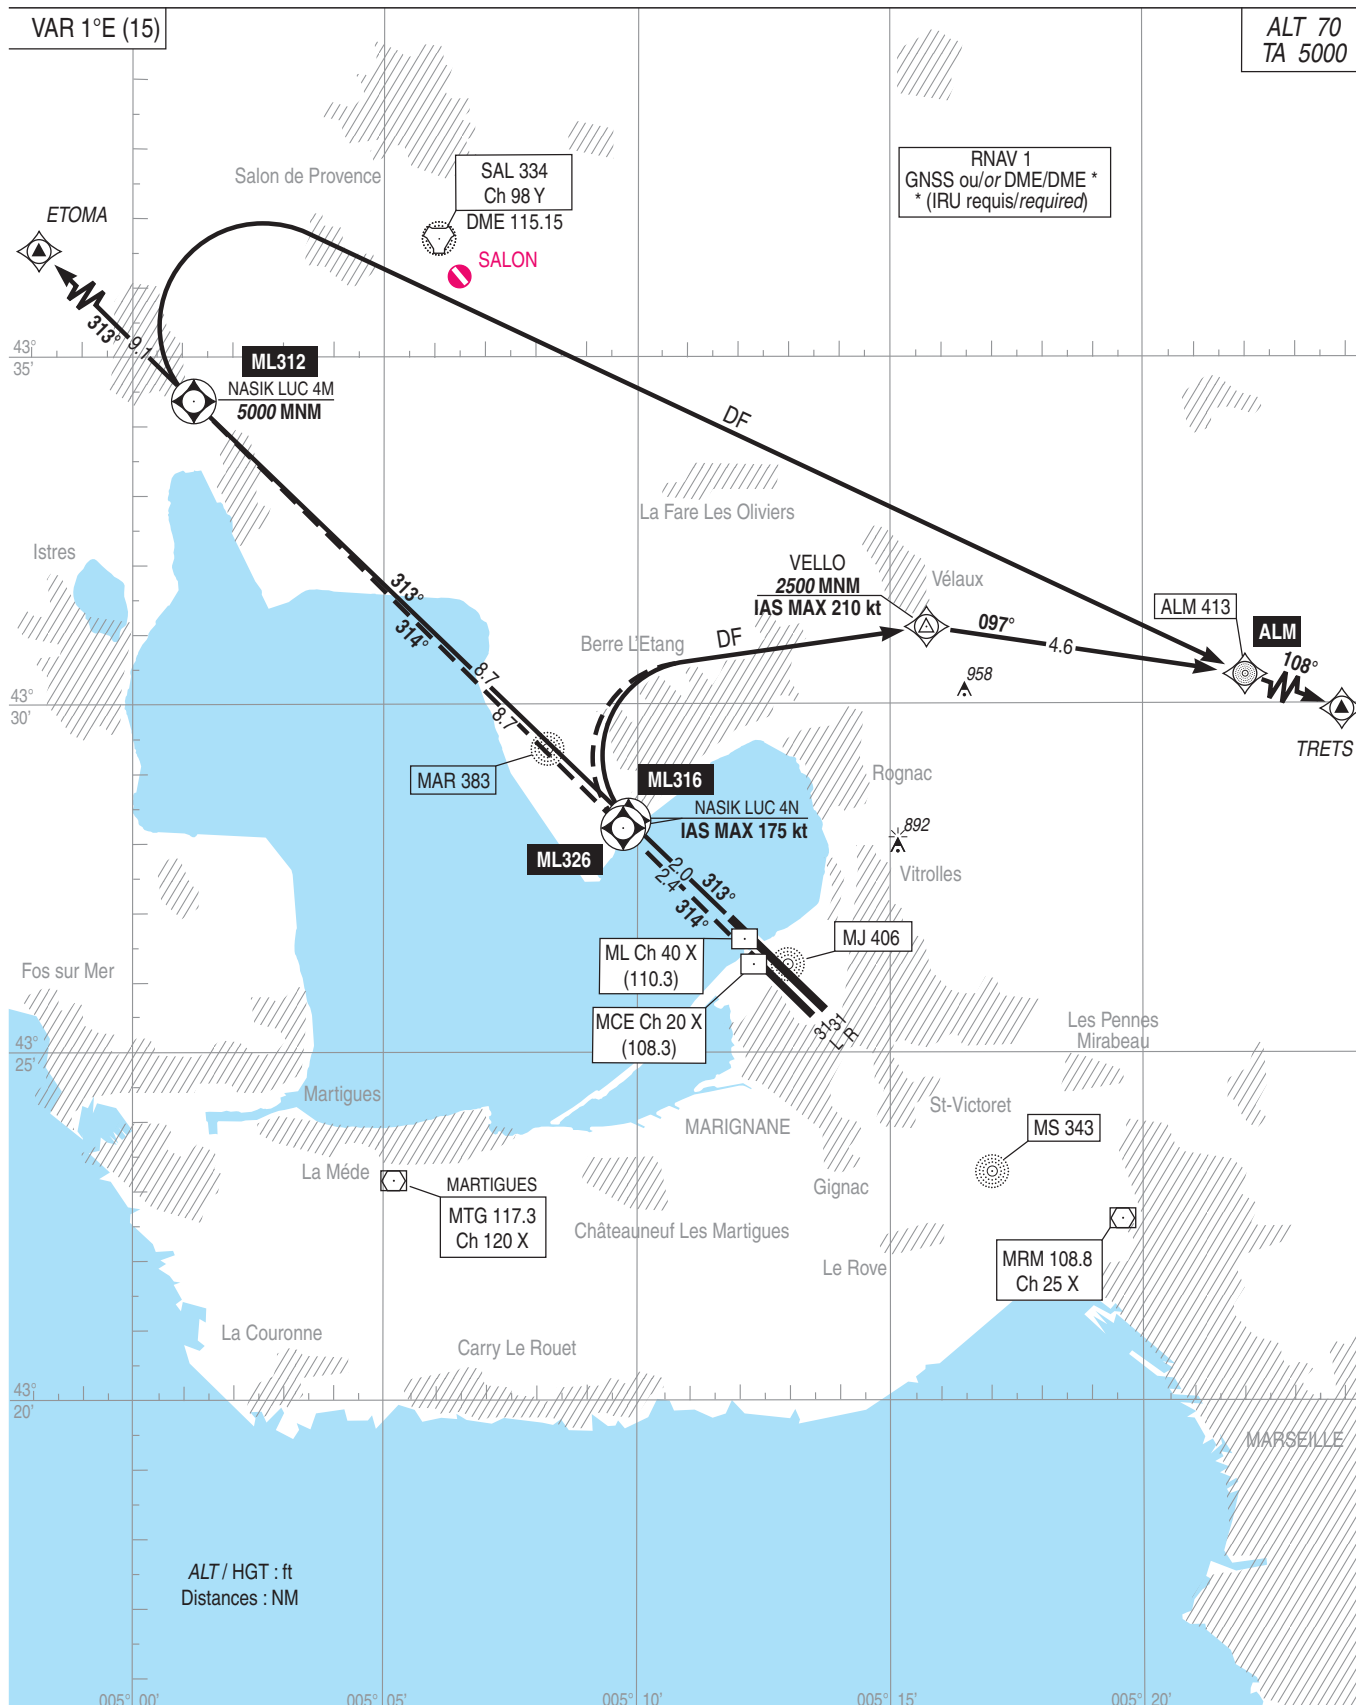 VAR 1°E (15)
ALT 70
TA 5000
RNAV 1
GNSS ou/or DME/DME *
* (IRU requis/required)
Salon de Provence
SAL 334
Ch 98 Y
DME 115.15
SALON
ETOMA
313°
9.1
43°
35'
ML312
NASIK LUC 4M
5000 MNM
DF
La Fare Les Oliviers
Istres
VELLO
2500 MNM
IAS MAX 210 kt
Vélaux
ALM 413
ALM
097°
4.6
108°
TRETS
313°
314°
Berre L'Etang
DF
958
8.7
8.7
43°
30'
MAR 383
ML316
NASIK LUC 4N
IAS MAX 175 kt
Rognac
892
Vitrolles
ML326
2.0
313°
2.4
314°
ML Ch 40 X
(110.3)
MJ 406
MCE Ch 20 X
(108.3)
31 L
31 R
Fos sur Mer
Les Pennes
Mirabeau
43°
25'
Martigues
MARIGNANE
St-Victoret
MS 343
La Méde
MARTIGUES
MTG 117.3
Ch 120 X
Gignac
Châteauneuf Les Martigues
Le Rove
MRM 108.8
Ch 25 X
La Couronne
Carry Le Rouet
43°
20'
MARSEILLE
ALT / HGT : ft
Distances : NM
005° 00'
005° 05'
005° 10'
005° 15'
005° 20'